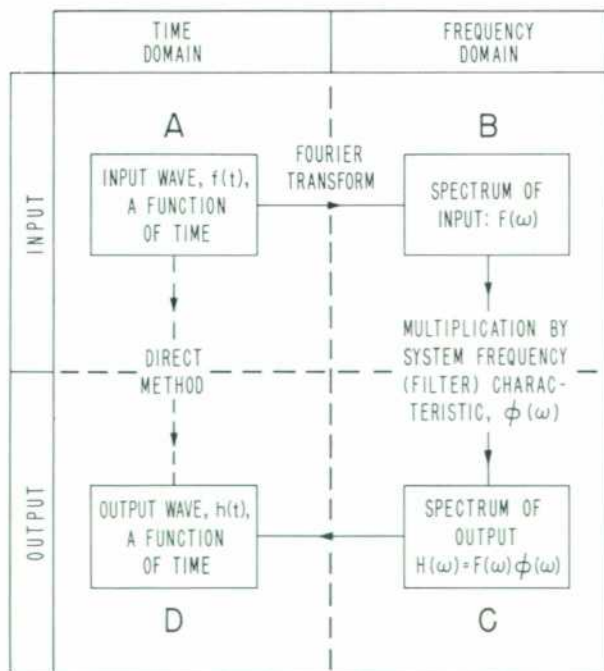 TIME
DOMAIN
FREQUENCY
DOMAIN
INPUT
A
INPUT WAVE, f(t),
A FUNCTION
OF TIME
FOURIER
TRANSFORM
B
SPECTRUM OF
INPUT: F(ω)
DIRECT
METHOD
MULTIPLICATION BY
SYSTEM FREQUENCY
(FILTER) CHARAC-
TERISTIC, ϕ(ω)
OUTPUT
OUTPUT WAVE, h(t),
A FUNCTION
OF TIME
D
SPECTRUM OF
OUTPUT
H(ω)=F(ω)ϕ(ω)
C